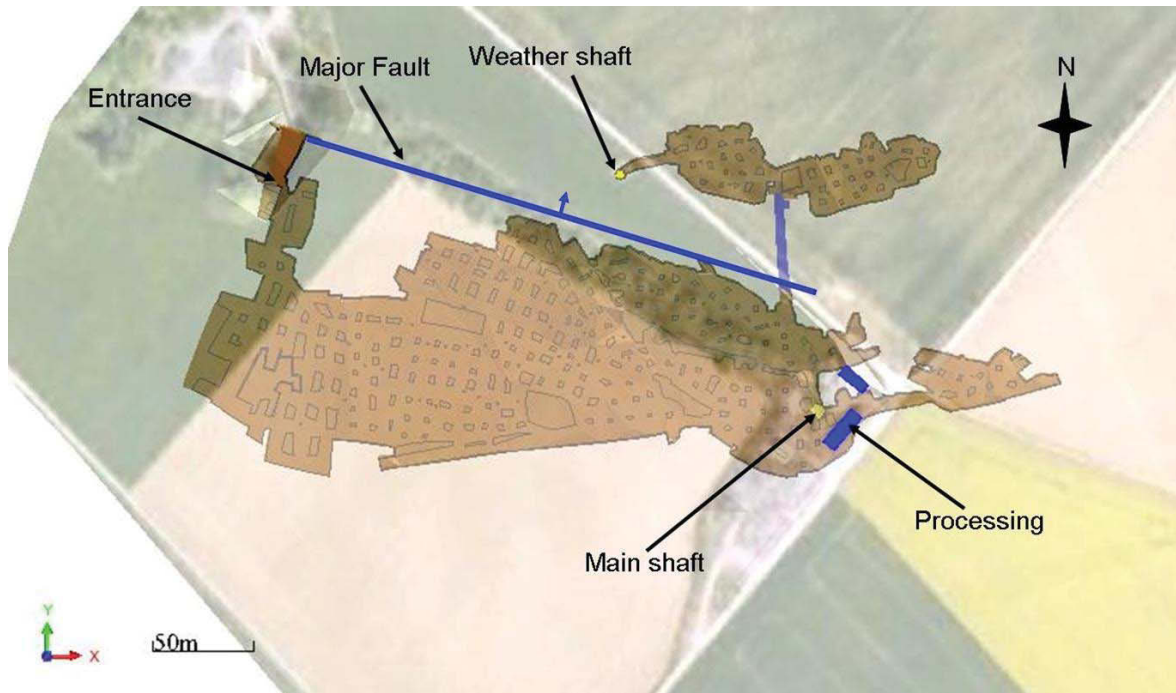 Weather shaft
Major Fault
N
Entrance
Processing
Main shaft
Y
X
50m